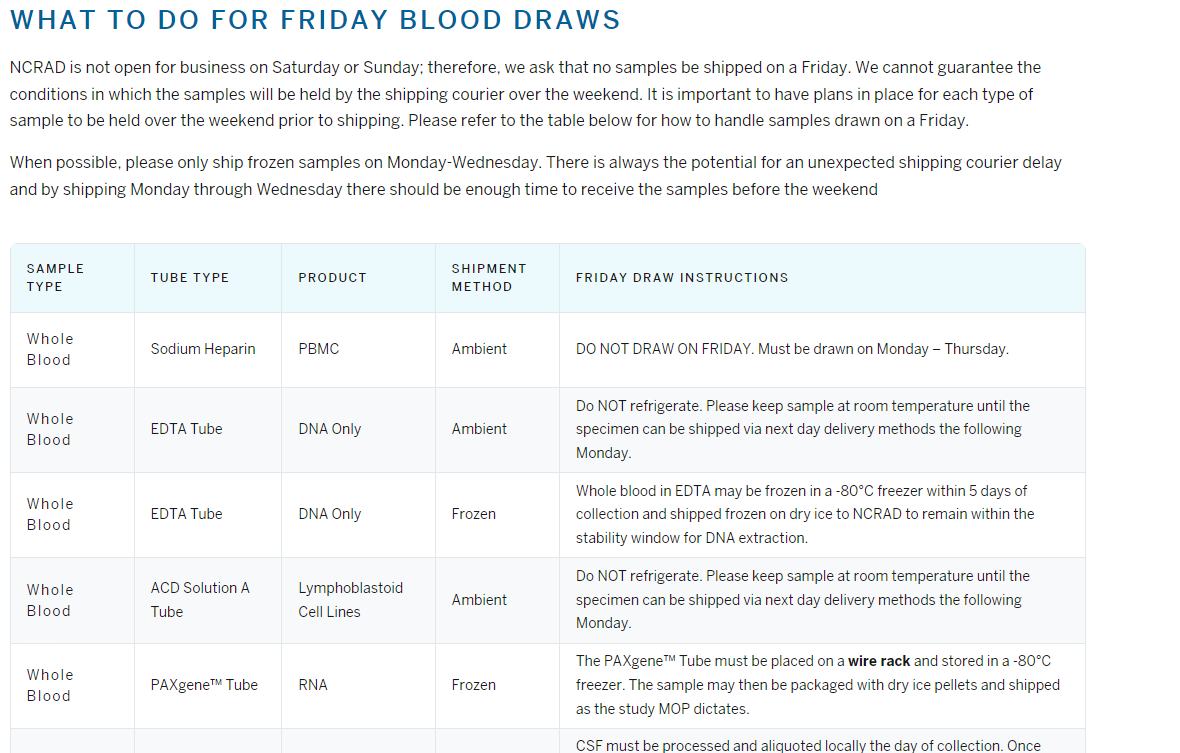 WHAT TO DO FOR FRIDAY BLOOD DRAWS
NCRAD is not open for business on Saturday or Sunday; therefore, we ask that no samples be shipped on a Friday. We cannot guarantee the
conditions in which the samples will be held by the shipping courier over the weekend. It is important to have plans in place for each type of
sample to be held over the weekend prior to shipping. Please refer to the table below for how to handle samples drawn on a Friday.
When possible, please only ship frozen samples on Monday-Wednesday. There is always the potential for an unexpected shipping courier delay
and by shipping Monday through Wednesday there should be enough time to receive the samples before the weekend
SAMPLE
TYPE
TUBE TYPE
PRODUCT
SHIPMENT
METHOD
FRIDAY DRAW INSTRUCTIONS
Whole
Blood
Sodium Heparin
PBMC
Ambient
DO NOT DRAW ON FRIDAY. Must be drawn on Monday – Thursday.
Whole
Blood
EDTA Tube
DNA Only
Ambient
Do NOT refrigerate. Please keep sample at room temperature until the
specimen can be shipped via next day delivery methods the following
Monday.
Whole
Blood
EDTA Tube
DNA Only
Frozen
Whole blood in EDTA may be frozen in a -80°C freezer within 5 days of
collection and shipped frozen on dry ice to NCRAD to remain within the
stability window for DNA extraction.
Whole
Blood
ACD Solution A
Tube
Lymphoblastoid
Cell Lines
Ambient
Do NOT refrigerate. Please keep sample at room temperature until the
specimen can be shipped via next day delivery methods the following
Monday.
Whole
Blood
PAXgene™ Tube
RNA
Frozen
The PAXgene™ Tube must be placed on a wire rack and stored in a -80°C
freezer. The sample may then be packaged with dry ice pellets and shipped
as the study MOP dictates.
CSF must be processed and aliquoted locally the day of collection. Once